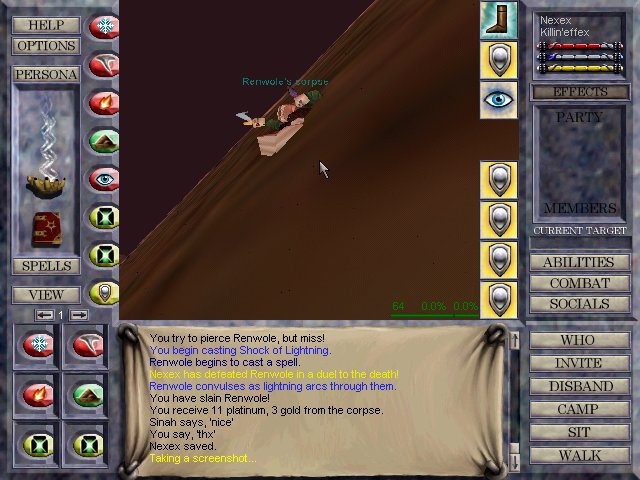 HELP
OPTIONS
PERSONA
SPELLS
VIEW
1
Renwole's corpse
64 0.0% 0.0%
Nexex
Killin'effex
EFFECTS
PARTY
MEMBERS
CURRENT TARGET
ABILITIES
COMBAT
SOCIALS
WHO
INVITE
DISBAND
CAMP
SIT
WALK
You try to pierce Renwole, but miss!
You begin casting Shock of Lightning.
Renwole begins to cast a spell.
Nexex has defeated Renwole in a duel to the death!
Renwole convulses as lightning arcs through them.
You have slain Renwole!
You receive 11 platinum, 3 gold from the corpse.
Sinah says, 'nice'
You say, 'thx'
Nexex saved.
Taking a screenshot...